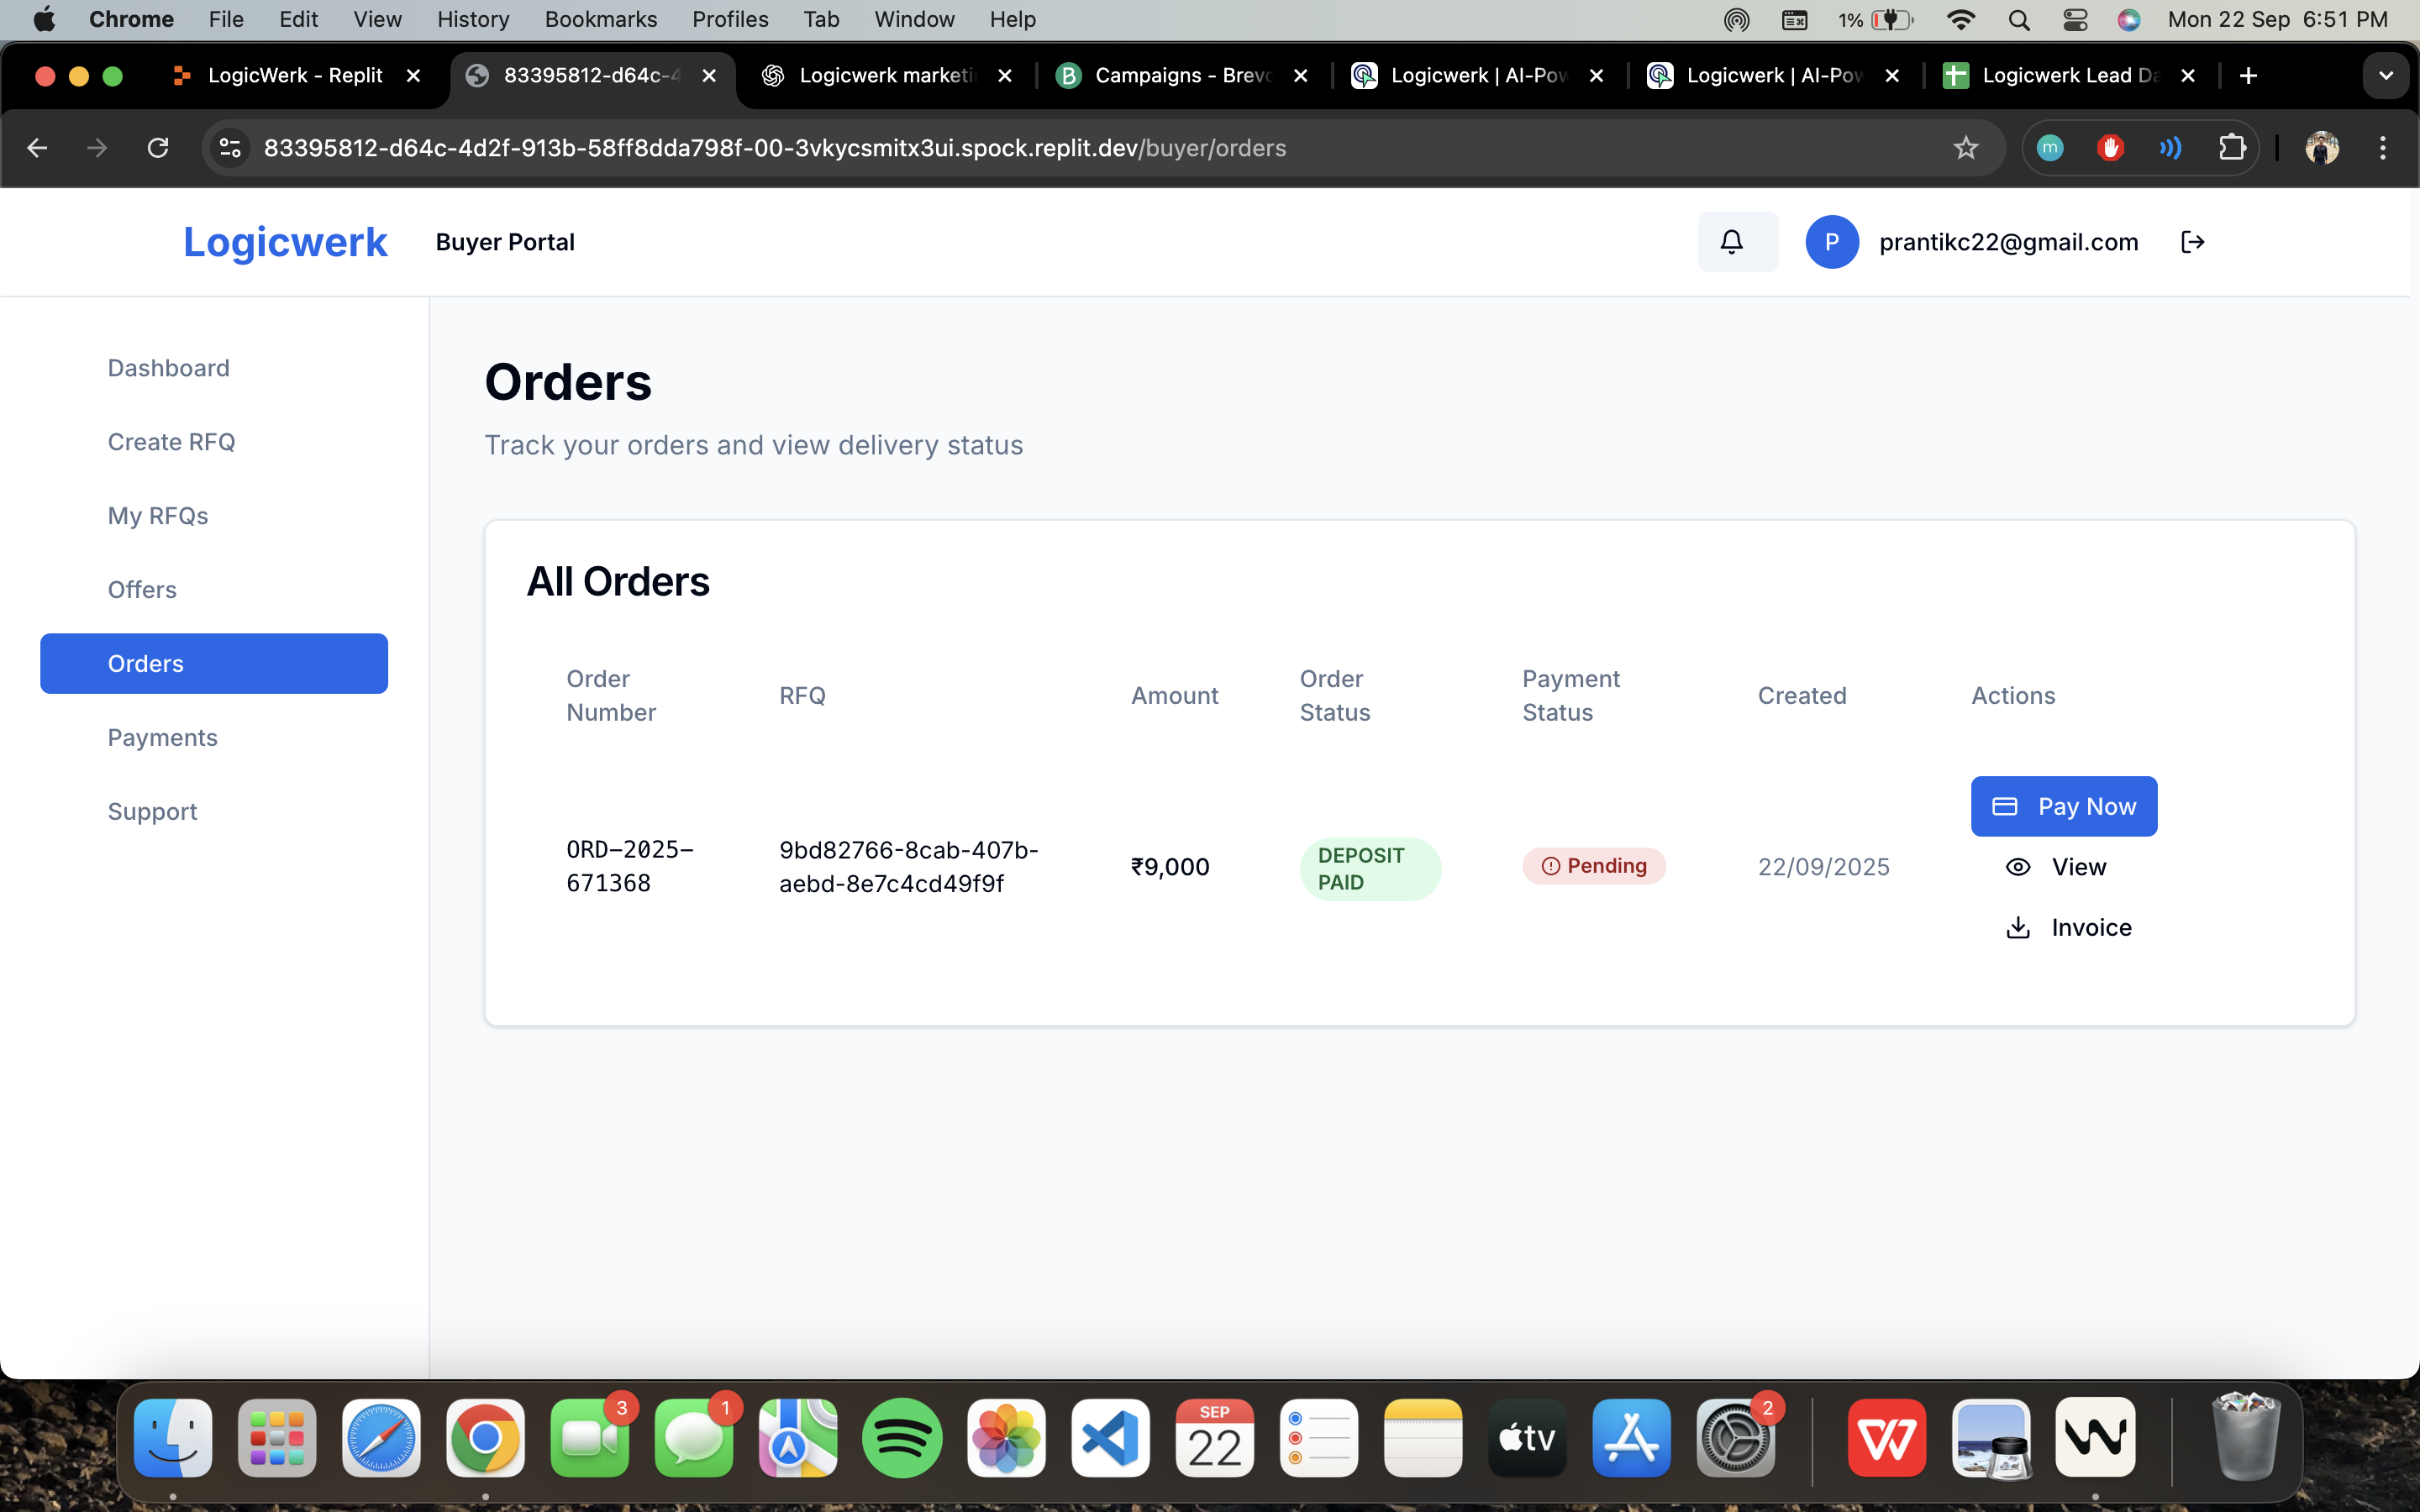 Chrome File Edit View History Bookmarks Profiles Tab Window Help 1% Mon 22 Sep 6:51 PM
LogicWerk - Replit 83395812-d64c-4 Logicwerk marketi Campaigns - Brevo Logicwerk | AI-Pow Logicwerk | AI-Pow Logicwerk Lead Da
83395812-d64c-4d2f-913b-58ff8dda798f-00-3vkycsmitx3ui.spock.replit.dev/buyer/orders
m
Logicwerk Buyer Portal P prantikc22@gmail.com
Dashboard
Create RFQ
My RFQs
Offers
Orders
Payments
Support
Orders
Track your orders and view delivery status
All Orders
Order Number RFQ Amount Order Status Payment Status Created Actions
ORD-2025-671368 9bd82766-8cab-407b-aebd-8e7c4cd49f9f ₹9,000 DEPOSIT PAID Pending 22/09/2025
Pay Now
View
Invoice
3 1 SEP 22 tv 2